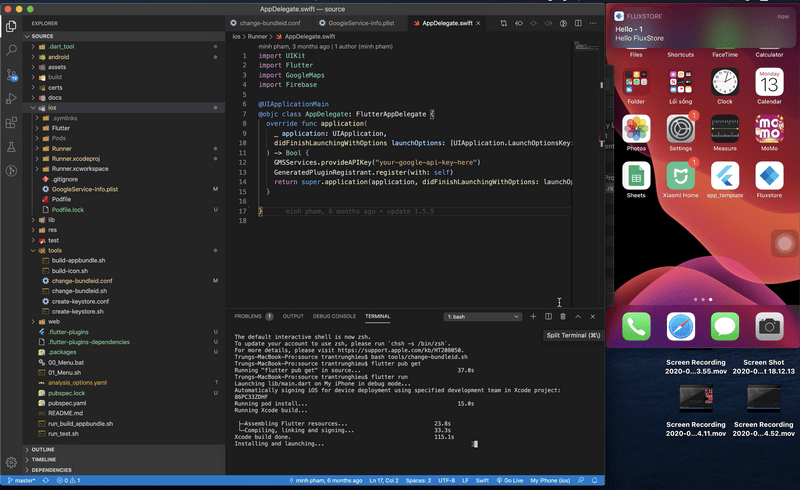 AppDelegate.swift — source
EXPLORER
SOURCE
.dart_tool
android
assets
build
certs
docs
ios
.symlinks
Flutter
Pods
Runner
Runner.xcodeproj
Runner.xcworkspace
.gitignore
GoogleService-Info.plist M
Podfile
Podfile.lock U
lib
res
test
tools
build-appbundle.sh
build-icon.sh
change-bundleid.conf M
change-bundleid.sh
create-keystore.conf
create-keystore.sh
web
.flutter-plugins U
.flutter-plugins-dependencies U
.packages U
00_Menu.bat
01_Menu.sh
analysis_options.yaml 1
pubspec.lock U
pubspec.yaml
README.md
run_build_appbundle.sh
run_test.sh
OUTLINE
TIMELINE
DEPENDENCIES
change-bundleid.conf
GoogleService-Info.plist
AppDelegate.swift
ios > Runner > AppDelegate.swift
minh pham, 3 months ago | 1 author (minh pham)
1 import UIKit
2 import Flutter
3 import GoogleMaps
4 import Firebase
5
6 @UIApplicationMain
7 @objc class AppDelegate: FlutterAppDelegate {
8 override func application(
9 _ application: UIApplication,
10 didFinishLaunchingWithOptions launchOptions: [UIApplication.LaunchOptionsKey:
11 ) -> Bool {
12 GMSServices.provideAPIKey("your-google-api-key-here")
13 GeneratedPluginRegistrant.register(with: self)
14 return super.application(application, didFinishLaunchingWithOptions: launchOp
15 }
16
17 } minh pham, 6 months ago • update 1.5.5
18
PROBLEMS 1 OUTPUT DEBUG CONSOLE TERMINAL 1: bash
Split Terminal (⌘\)
The default interactive shell is now zsh.
To update your account to use zsh, please run `chsh -s /bin/zsh`.
For more details, please visit https://support.apple.com/kb/HT208050.
Trungs-MacBook-Pro:source trantrunghieu$ bash tools/change-bundleid.sh
Trungs-MacBook-Pro:source trantrunghieu$ flutter pub get
Running "flutter pub get" in source... 37.0s
Trungs-MacBook-Pro:source trantrunghieu$ flutter run
Launching lib/main.dart on My iPhone in debug mode...
Automatically signing iOS for device deployment using specified development team in Xcode project:
86PC33ZDHF
Running pod install... 15.0s
Running Xcode build...
├─Assembling Flutter resources... 23.8s
└─Compiling, linking and signing... 33.3s
Xcode build done. 115.1s
Installing and launching...
master* 0 1 minh pham, 6 months ago Ln 17, Col 2 Spaces: 2 UTF-8 LF Swift Go Live My iPhone (ios)
FLUXSTORE now
Hello - 1
Hello FluxStore
Files Shortcuts FaceTime Calculator
Monday
13
Folder Lối sống Clock Calendar
1
mo
mo
Photos Settings Measure MoMo
1
Sheets Xiaomi Home app_template Fluxstore
Screen Recording
2020-0...3.55.mov
Screen Shot
2020-0...t 18.12.13
Screen Recording
2020-0...4.11.mov
Screen Recording
2020-0...4.52.mov